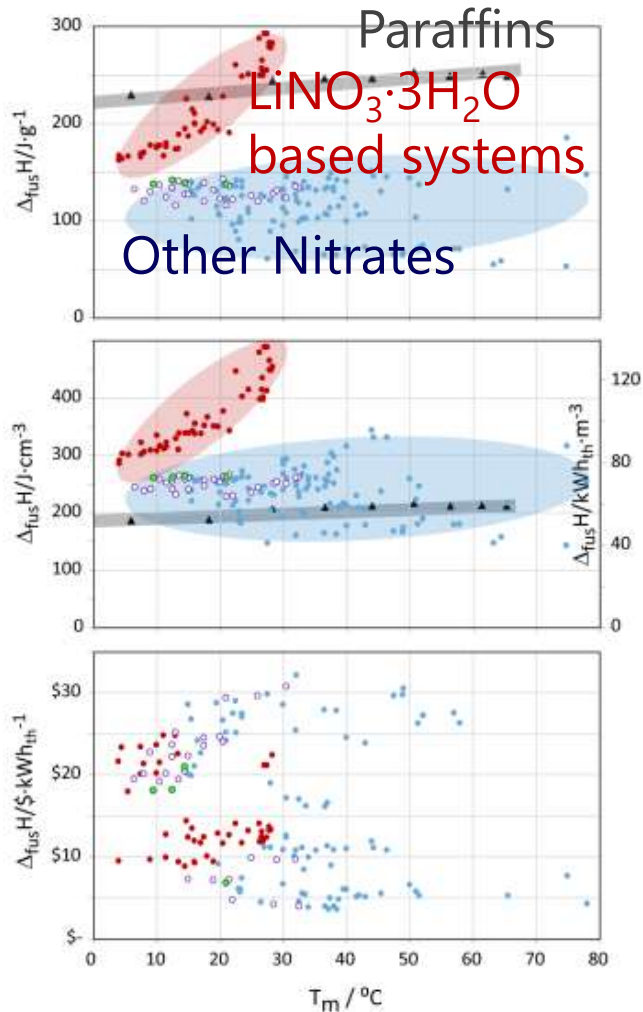 Paraffins
LiNO₃·3H₂O
based systems
Other Nitrates
300
200
100
0
ΔfusH/J·g⁻¹
400
300
200
100
0
ΔfusH/J·cm⁻³
120
80
40
0
ΔfusH/kWhth·m⁻³
$30
$20
$10
$-
ΔfusH/$·kWhth⁻¹
0 10 20 30 40 50 60 70 80
Tm / ⁰C